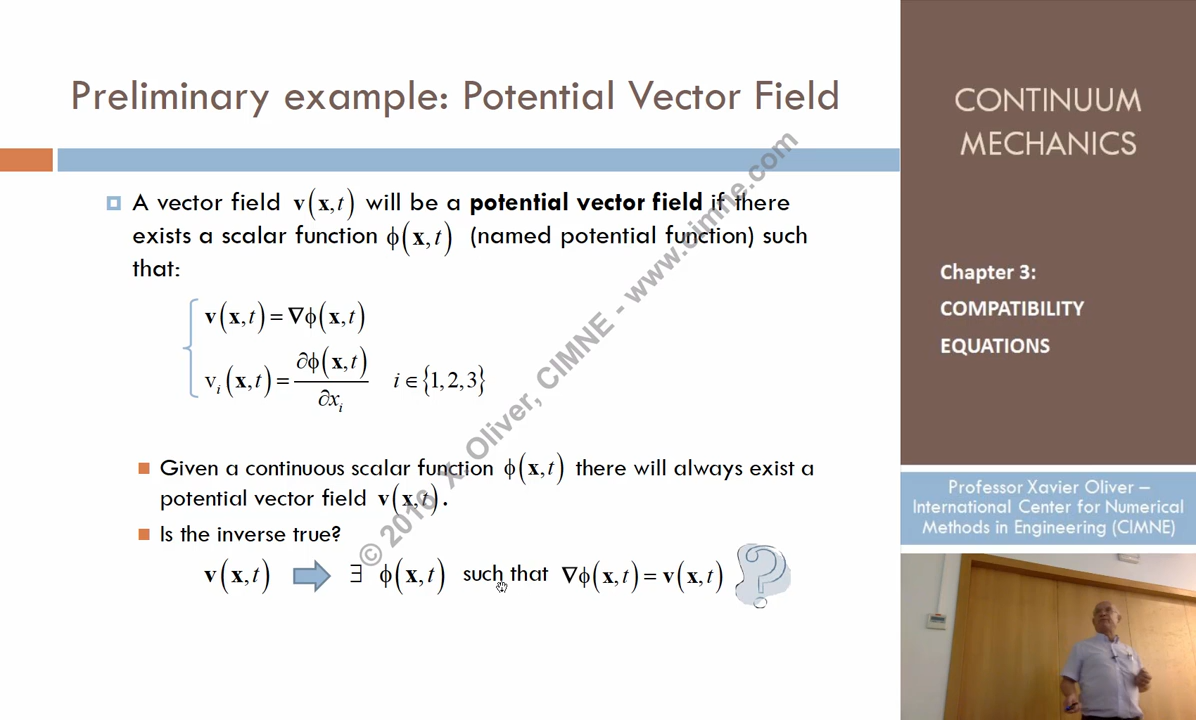 Preliminary example: Potential Vector Field
A vector field v(x,t) will be a potential vector field if there
exists a scalar function ϕ(x,t) (named potential function) such
that:
v(x,t) = ∇ϕ(x,t)
vᵢ(x,t) = ∂ϕ(x,t)/∂xᵢ i ∈ {1,2,3}
Given a continuous scalar function ϕ(x,t) there will always exist a
potential vector field v(x,t).
Is the inverse true?
v(x,t) ∃ ϕ(x,t) such that ∇ϕ(x,t) = v(x,t) ?
© 2016 X. Oliver, CIMNE - www.cimne.com
CONTINUUM
MECHANICS
Chapter 3:
COMPATIBILITY
EQUATIONS
Professor Xavier Oliver –
International Center for Numerical
Methods in Engineering (CIMNE)